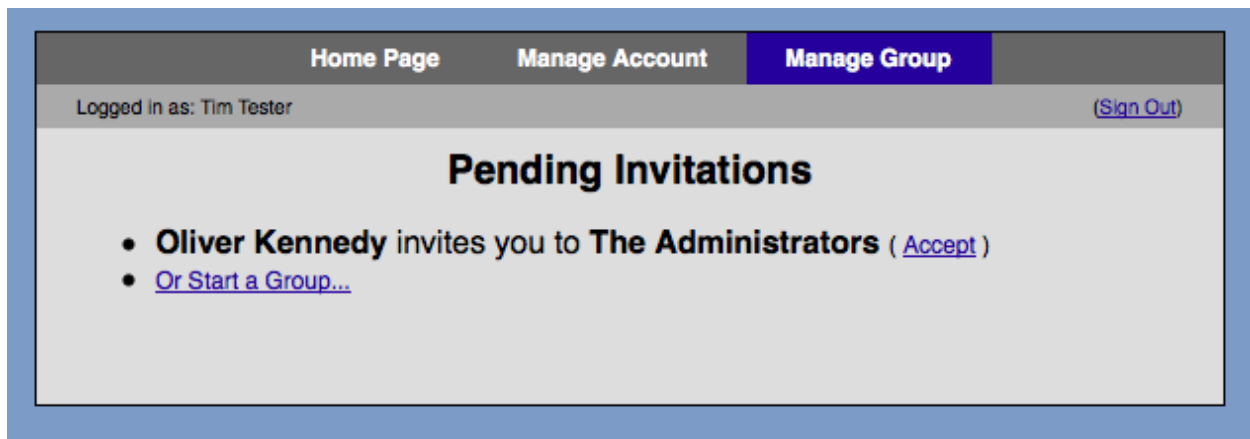 Home Page Manage Account Manage Group
Logged in as: Tim Tester (Sign Out)
Pending Invitations
• Oliver Kennedy invites you to The Administrators ( Accept )
• Or Start a Group...